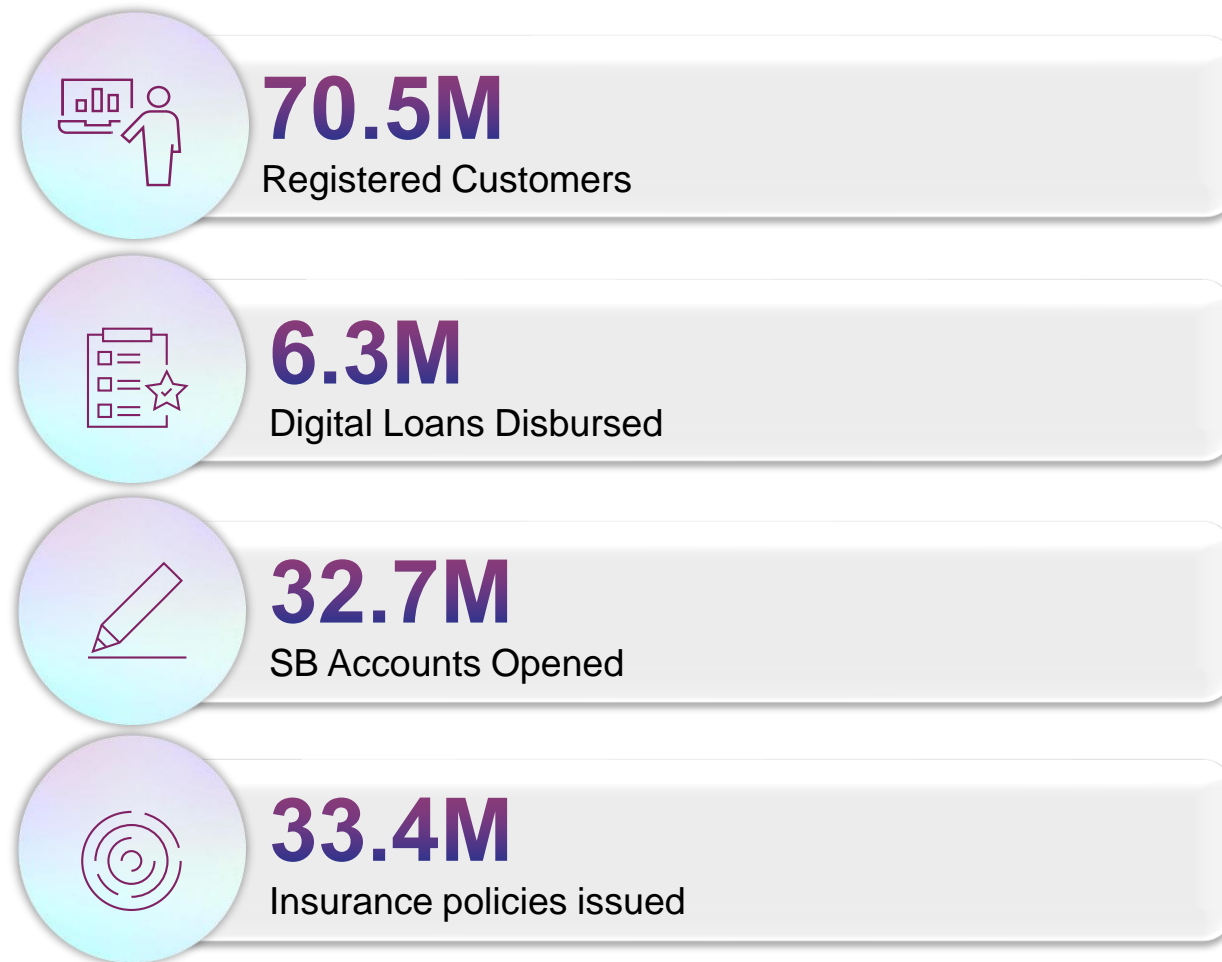 70.5M
Registered Customers
6.3M
Digital Loans Disbursed
32.7M
SB Accounts Opened
33.4M
Insurance policies issued